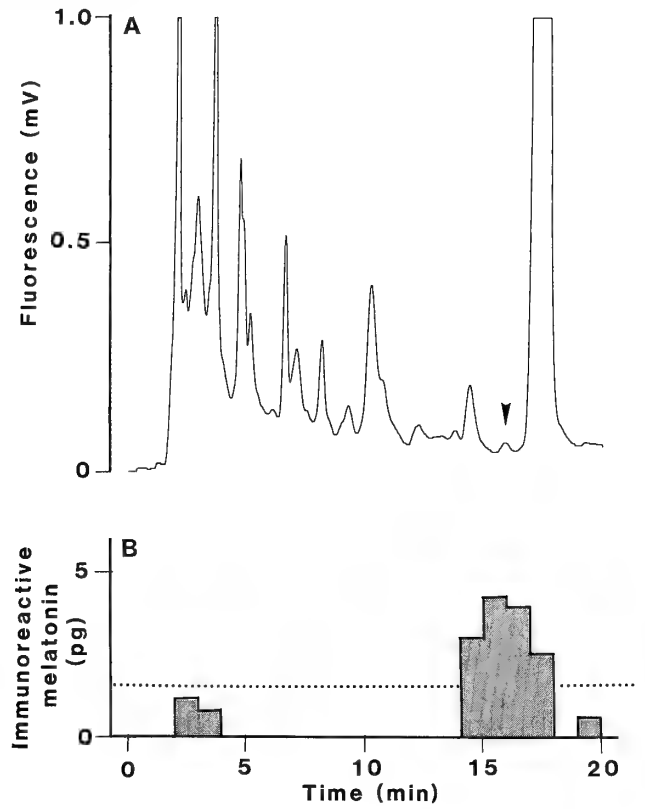 A
1.0
0.5
0
Fluorescence (mV)
B
5
0
Immunoreactive
melatonin
(pg)
0 5 10 15 20
Time (min)